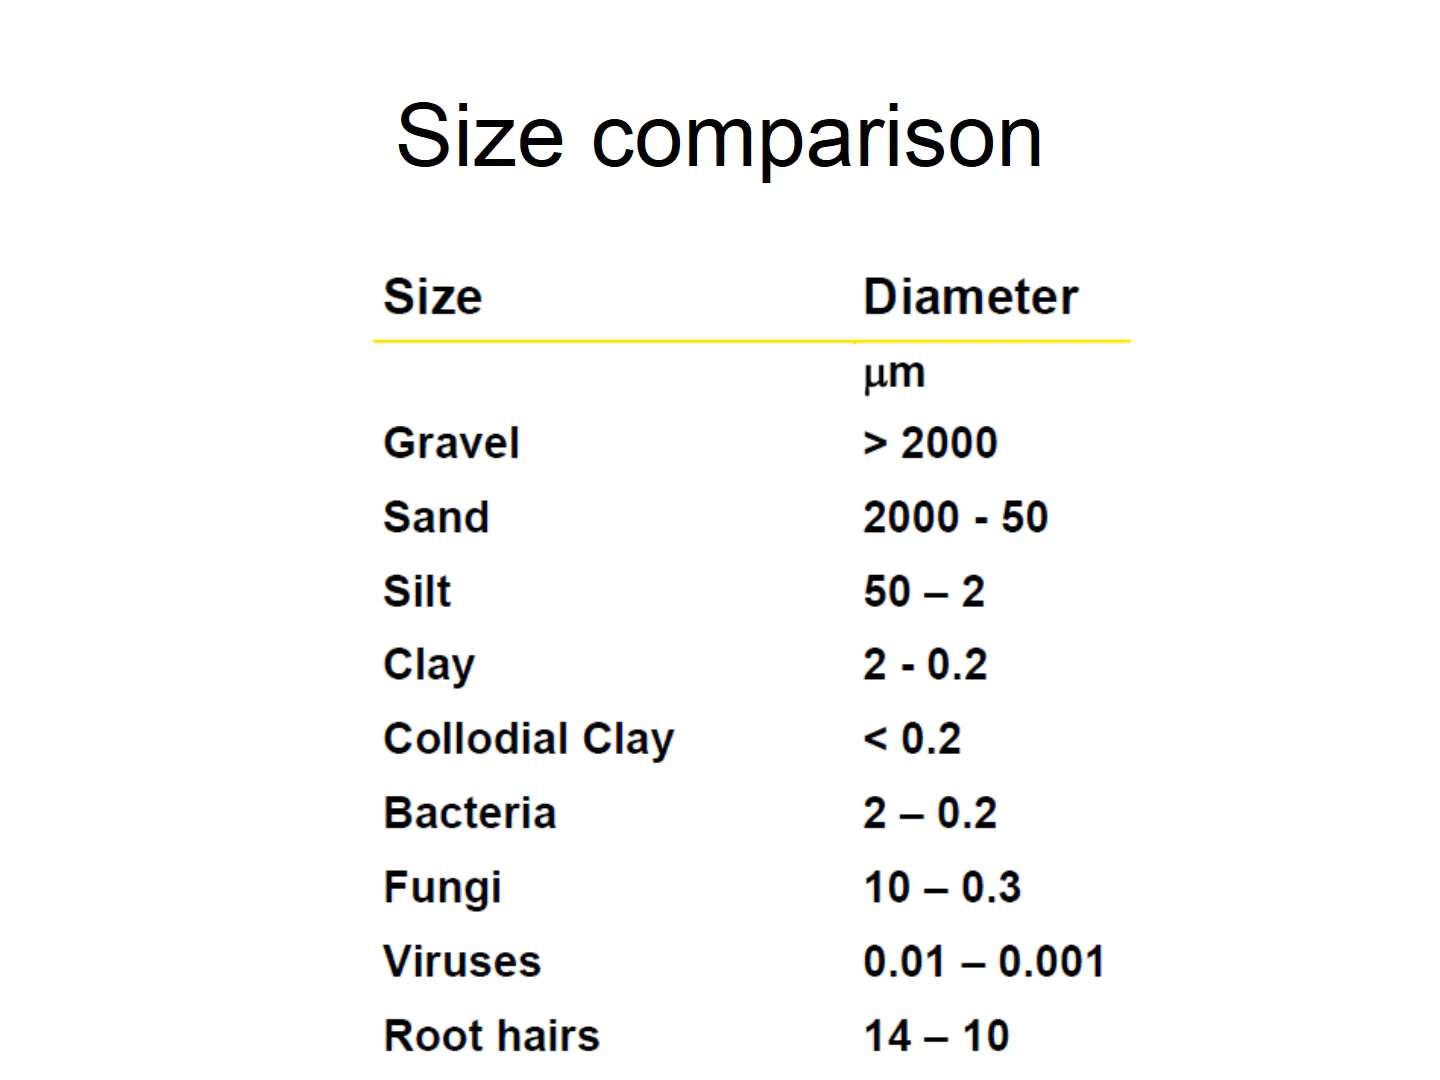 Size comparison
Size Diameter
μm
Gravel > 2000
Sand 2000 - 50
Silt 50 – 2
Clay 2 - 0.2
Collodial Clay < 0.2
Bacteria 2 – 0.2
Fungi 10 – 0.3
Viruses 0.01 – 0.001
Root hairs 14 – 10